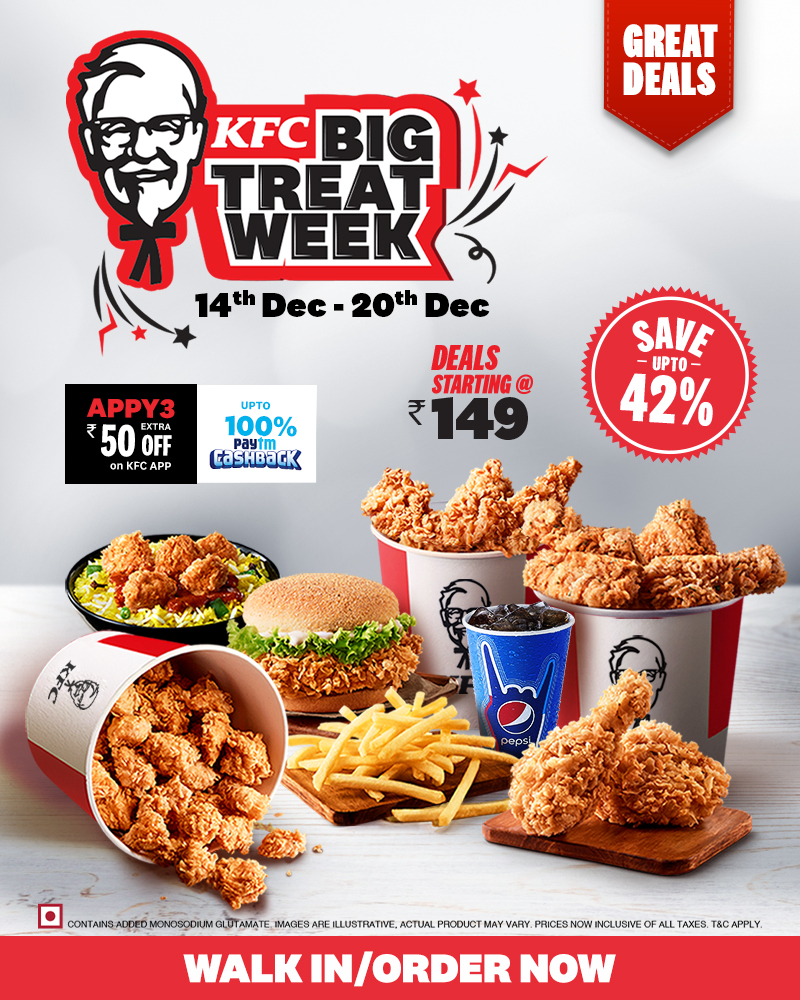 GREAT
DEALS
KFC BIG
TREAT
WEEK
14th Dec - 20th Dec
DEALS
STARTING @
₹149
SAVE
- UPTO -
42%
APPY3
₹50 EXTRA OFF
on KFC APP
UPTO
100%
paytm
CASHBACK
KFC
pepsi
CONTAINS ADDED MONOSODIUM GLUTAMATE. IMAGES ARE ILLUSTRATIVE, ACTUAL PRODUCT MAY VARY. PRICES NOW INCLUSIVE OF ALL TAXES. T&C APPLY.
WALK IN/ORDER NOW